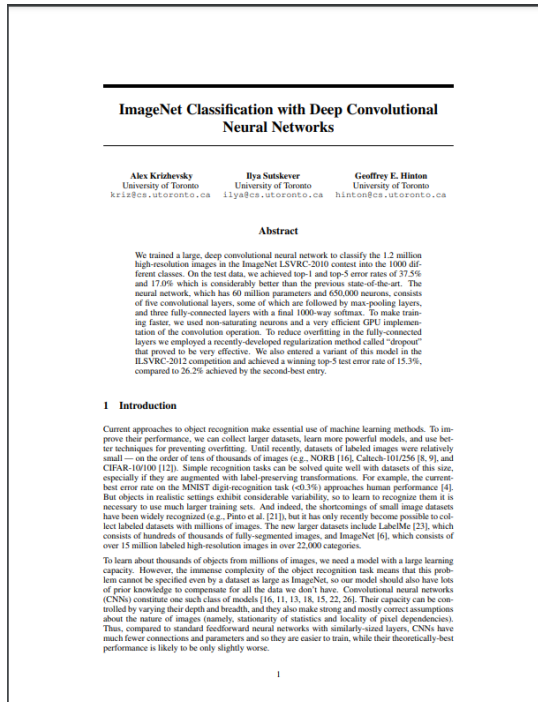 ImageNet Classification with Deep Convolutional
Neural Networks
Alex Krizhevsky
University of Toronto
kriz@cs.utoronto.ca
Ilya Sutskever
University of Toronto
ilya@cs.utoronto.ca
Geoffrey E. Hinton
University of Toronto
hinton@cs.utoronto.ca
Abstract
We trained a large, deep convolutional neural network to classify the 1.2 million
high-resolution images in the ImageNet LSVRC-2010 contest into the 1000 dif-
ferent classes. On the test data, we achieved top-1 and top-5 error rates of 37.5%
and 17.0% which is considerably better than the previous state-of-the-art. The
neural network, which has 60 million parameters and 650,000 neurons, consists
of five convolutional layers, some of which are followed by max-pooling layers,
and three fully-connected layers with a final 1000-way softmax. To make train-
ing faster, we used non-saturating neurons and a very efficient GPU implemen-
tation of the convolution operation. To reduce overfitting in the fully-connected
layers we employed a recently-developed regularization method called “dropout”
that proved to be very effective. We also entered a variant of this model in the
ILSVRC-2012 competition and achieved a winning top-5 test error rate of 15.3%,
compared to 26.2% achieved by the second-best entry.
1 Introduction
Current approaches to object recognition make essential use of machine learning methods. To im-
prove their performance, we can collect larger datasets, learn more powerful models, and use bet-
ter techniques for preventing overfitting. Until recently, datasets of labeled images were relatively
small — on the order of tens of thousands of images (e.g., NORB [16], Caltech-101/256 [8, 9], and
CIFAR-10/100 [12]). Simple recognition tasks can be solved quite well with datasets of this size,
especially if they are augmented with label-preserving transformations. For example, the current-
best error rate on the MNIST digit-recognition task (<0.3%) approaches human performance [4].
But objects in realistic settings exhibit considerable variability, so to learn to recognize them it is
necessary to use much larger training sets. And indeed, the shortcomings of small image datasets
have been widely recognized (e.g., Pinto et al. [21]), but it has only recently become possible to col-
lect labeled datasets with millions of images. The new larger datasets include LabelMe [23], which
consists of hundreds of thousands of fully-segmented images, and ImageNet [6], which consists of
over 15 million labeled high-resolution images in over 22,000 categories.
To learn about thousands of objects from millions of images, we need a model with a large learning
capacity. However, the immense complexity of the object recognition task means that this prob-
lem cannot be specified even by a dataset as large as ImageNet, so our model should also have lots
of prior knowledge to compensate for all the data we don’t have. Convolutional neural networks
(CNNs) constitute one such class of models [16, 11, 13, 18, 15, 22, 26]. Their capacity can be con-
trolled by varying their depth and breadth, and they also make strong and mostly correct assumptions
about the nature of images (namely, stationarity of statistics and locality of pixel dependencies).
Thus, compared to standard feedforward neural networks with similarly-sized layers, CNNs have
much fewer connections and parameters and so they are easier to train, while their theoretically-best
performance is likely to be only slightly worse.
1